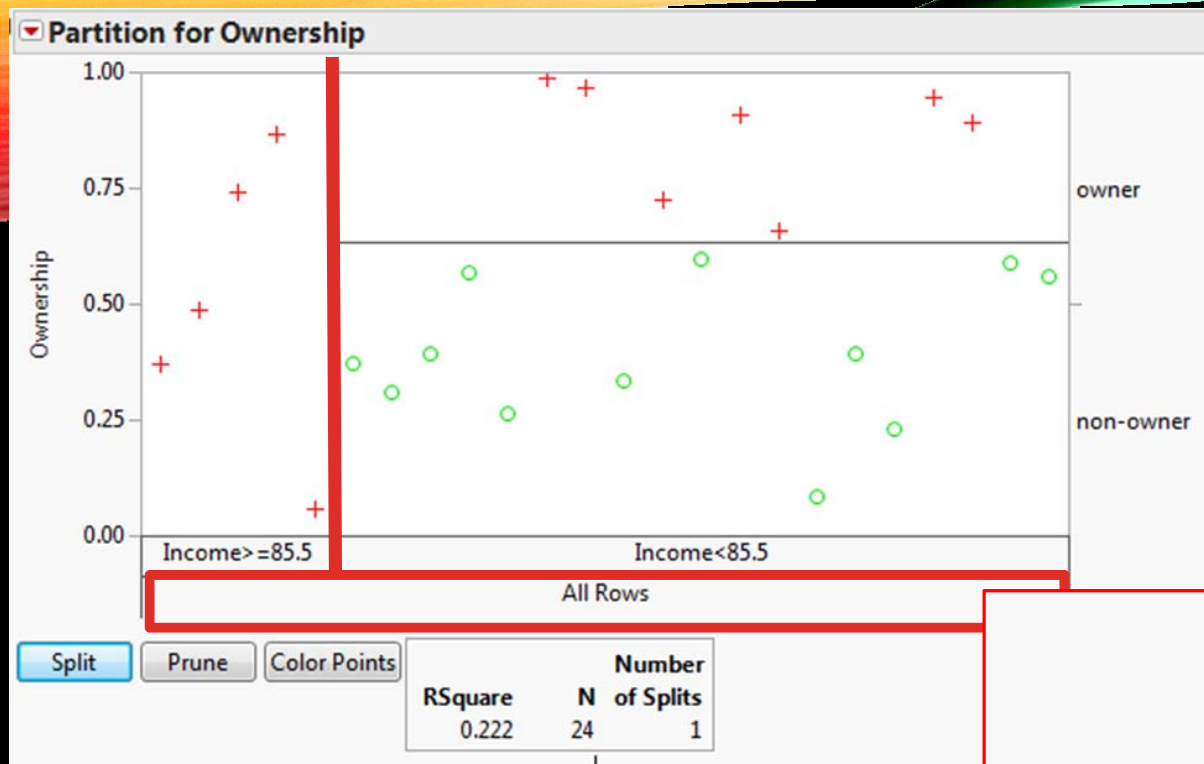 Partition for Ownership
1.00
0.75
0.50
0.25
0.00
Ownership
owner
non-owner
Income>=85.5
Income<85.5
All Rows
Split
Prune
Color Points
Number
RSquare N of Splits
0.222 24 1